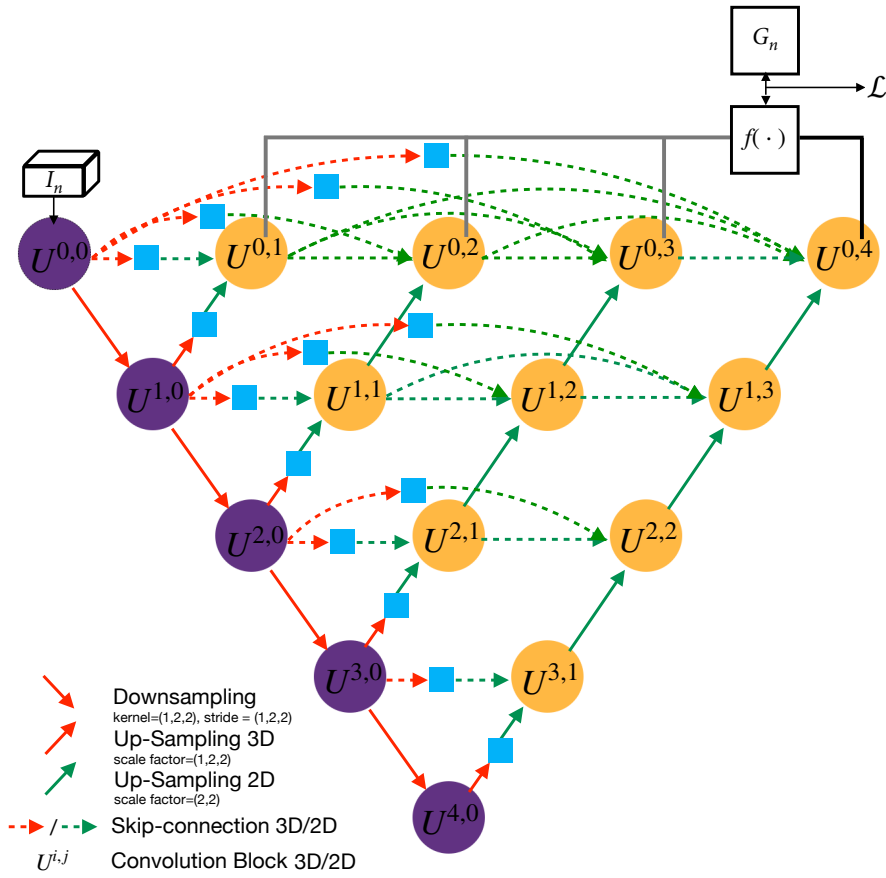 G_n
ℒ
f(·)
I_n
U^{0,0}
U^{0,1}
U^{0,2}
U^{0,3}
U^{0,4}
U^{1,0}
U^{1,1}
U^{1,2}
U^{1,3}
U^{2,0}
U^{2,1}
U^{2,2}
U^{3,0}
U^{3,1}
U^{4,0}
Downsampling
kernel=(1,2,2), stride = (1,2,2)
Up-Sampling 3D
scale factor=(1,2,2)
Up-Sampling 2D
scale factor=(2,2)
/ Skip-connection 3D/2D
U^{i,j} Convolution Block 3D/2D